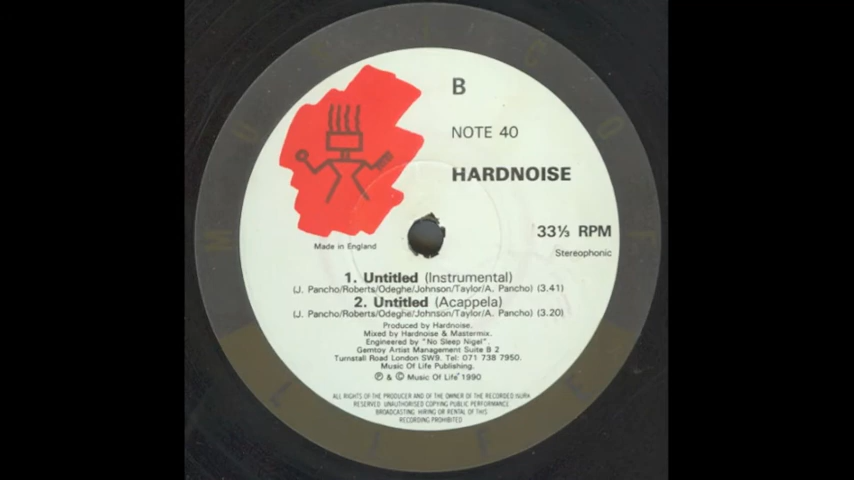 B
NOTE 40
HARDNOISE
33⅓ RPM
Stereophonic
Made in England
1. Untitled (Instrumental)
(J. Pancho/Roberts/Odeghe/Johnson/Taylor/A. Pancho) (3.41)
2. Untitled (Acappela)
(J. Pancho/Roberts/Odeghe/Johnson/Taylor/A. Pancho) (3.20)
Produced by Hardnoise.
Mixed by Hardnoise & Mastermix.
Engineered by "No Sleep Nigel".
Gemtoy Artist Management Suite B 2
Turnstall Road London SW9. Tel: 071 738 7950.
Music Of Life Publishing.
℗ & © Music Of Life 1990
ALL RIGHTS OF THE PRODUCER AND OF THE OWNER OF THE RECORDED
RESERVED. UNAUTHORISED COPYING PUBLIC PERFORMANCE
BROADCASTING HIRING OR RENTAL OF THIS
RECORDING PROHIBITED
MUSIC OF LIFE